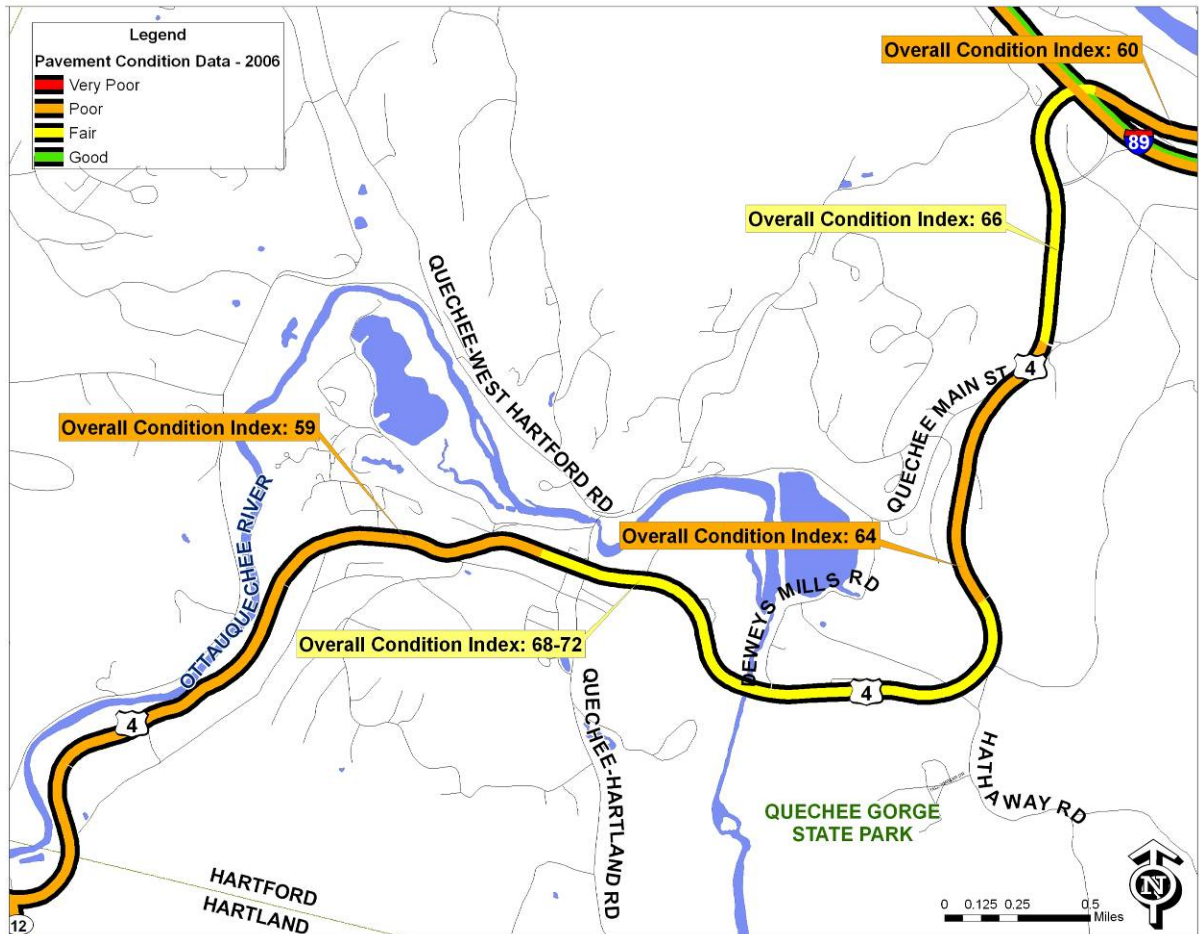 Legend
Pavement Condition Data - 2006
Very Poor
Poor
Fair
Good
Overall Condition Index: 60
89
Overall Condition Index: 66
QUECHEE-WEST HARTFORD RD
4
QUECHEE MAIN ST
Overall Condition Index: 59
OTTAUQUECHEE RIVER
Overall Condition Index: 64
DEWEYS MILLS RD
Overall Condition Index: 68-72
4
4
QUECHEE-HARTLAND RD
HATHAWAY RD
QUECHEE GORGE
STATE PARK
HARTFORD
HARTLAND
12
N
0 0.125 0.25 0.5
Miles